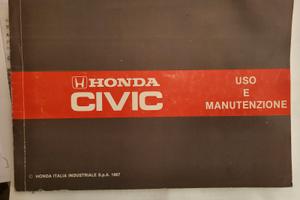 HONDA
CIVIC
USO
E
MANUTENZIONE
© HONDA ITALIA INDUSTRIALE S.p.A. 1987